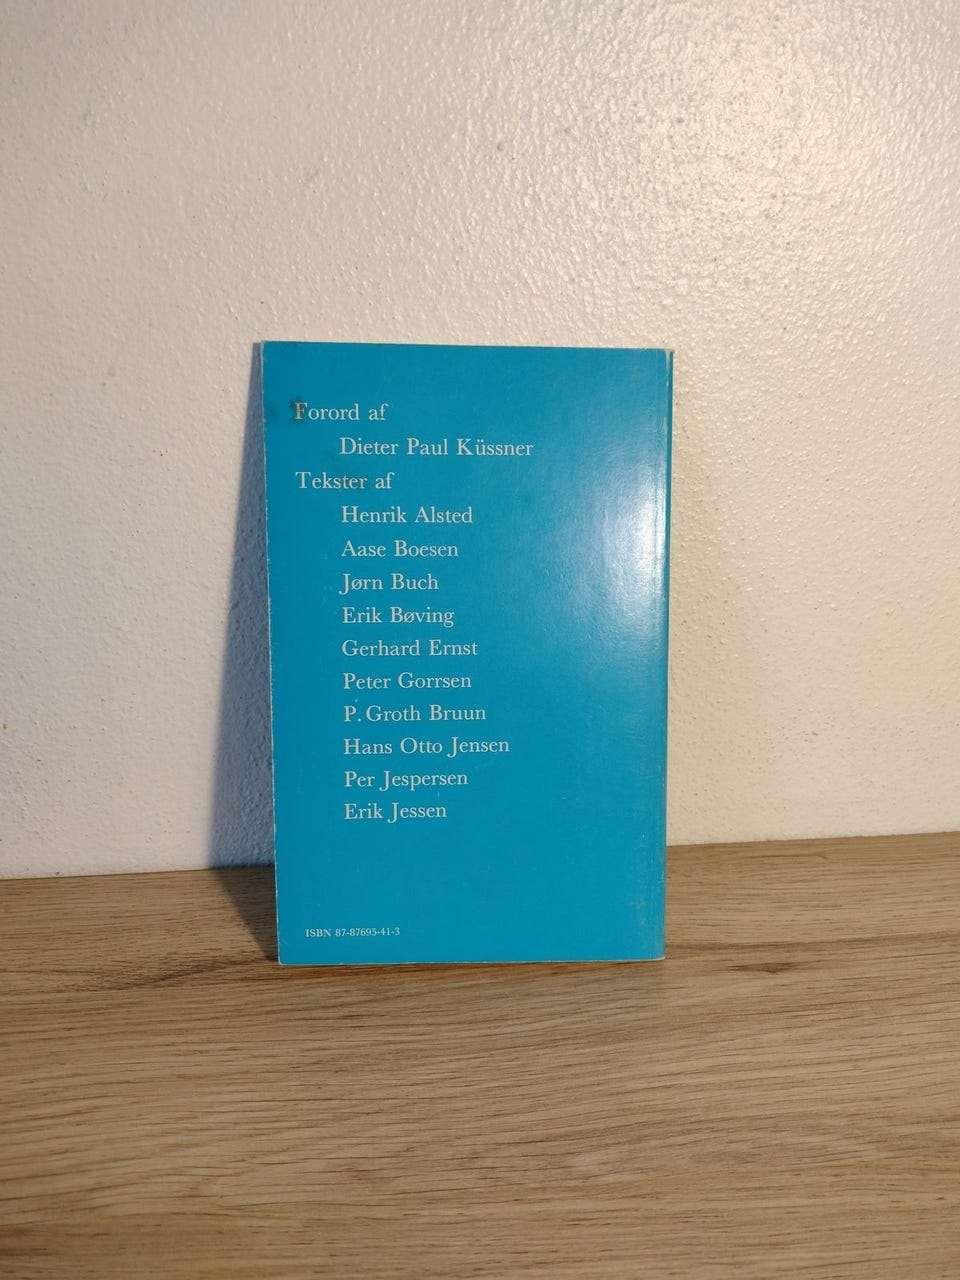 Forord af
Dieter Paul Küssner
Tekster af
Henrik Alsted
Aase Boesen
Jørn Buch
Erik Bøving
Gerhard Ernst
Peter Gorrsen
P. Groth Bruun
Hans Otto Jensen
Per Jespersen
Erik Jessen
ISBN 87-87695-41-3